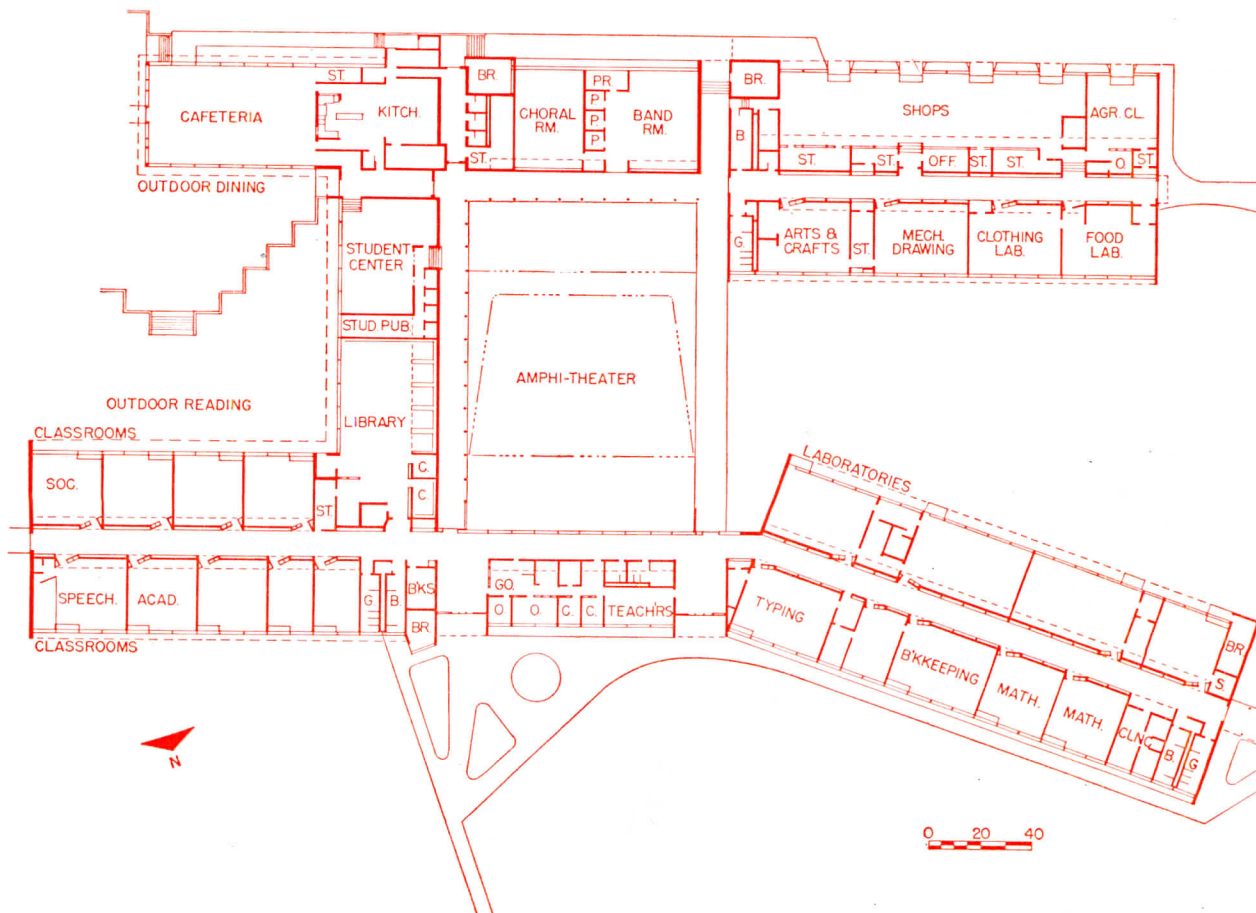 CAFETERIA
ST.
KITCH.
BR.
ST.
CHORAL
RM.
PR
P.
P.
P.
BAND
RM.
BR.
B.
SHOPS
AGR. CL.
ST.
ST.
OFF.
ST.
ST.
O.
ST.
OUTDOOR DINING
STUDENT
CENTER
STUD. PUB.
G.
ARTS &
CRAFTS
ST.
MECH.
DRAWING
CLOTHING
LAB.
FOOD
LAB.
AMPHI-THEATER
OUTDOOR READING
LIBRARY
C.
C.
CLASSROOMS
SOC.
ST.
LABORATORIES
SPEECH.
ACAD.
G.
B.
B'KS
BR.
CLASSROOMS
GO.
O.
O.
C.
C.
TEACH'RS
TYPING
B'KKEEPING
MATH.
MATH.
CLNC
B.
G.
BR.
S.
N
0 20 40